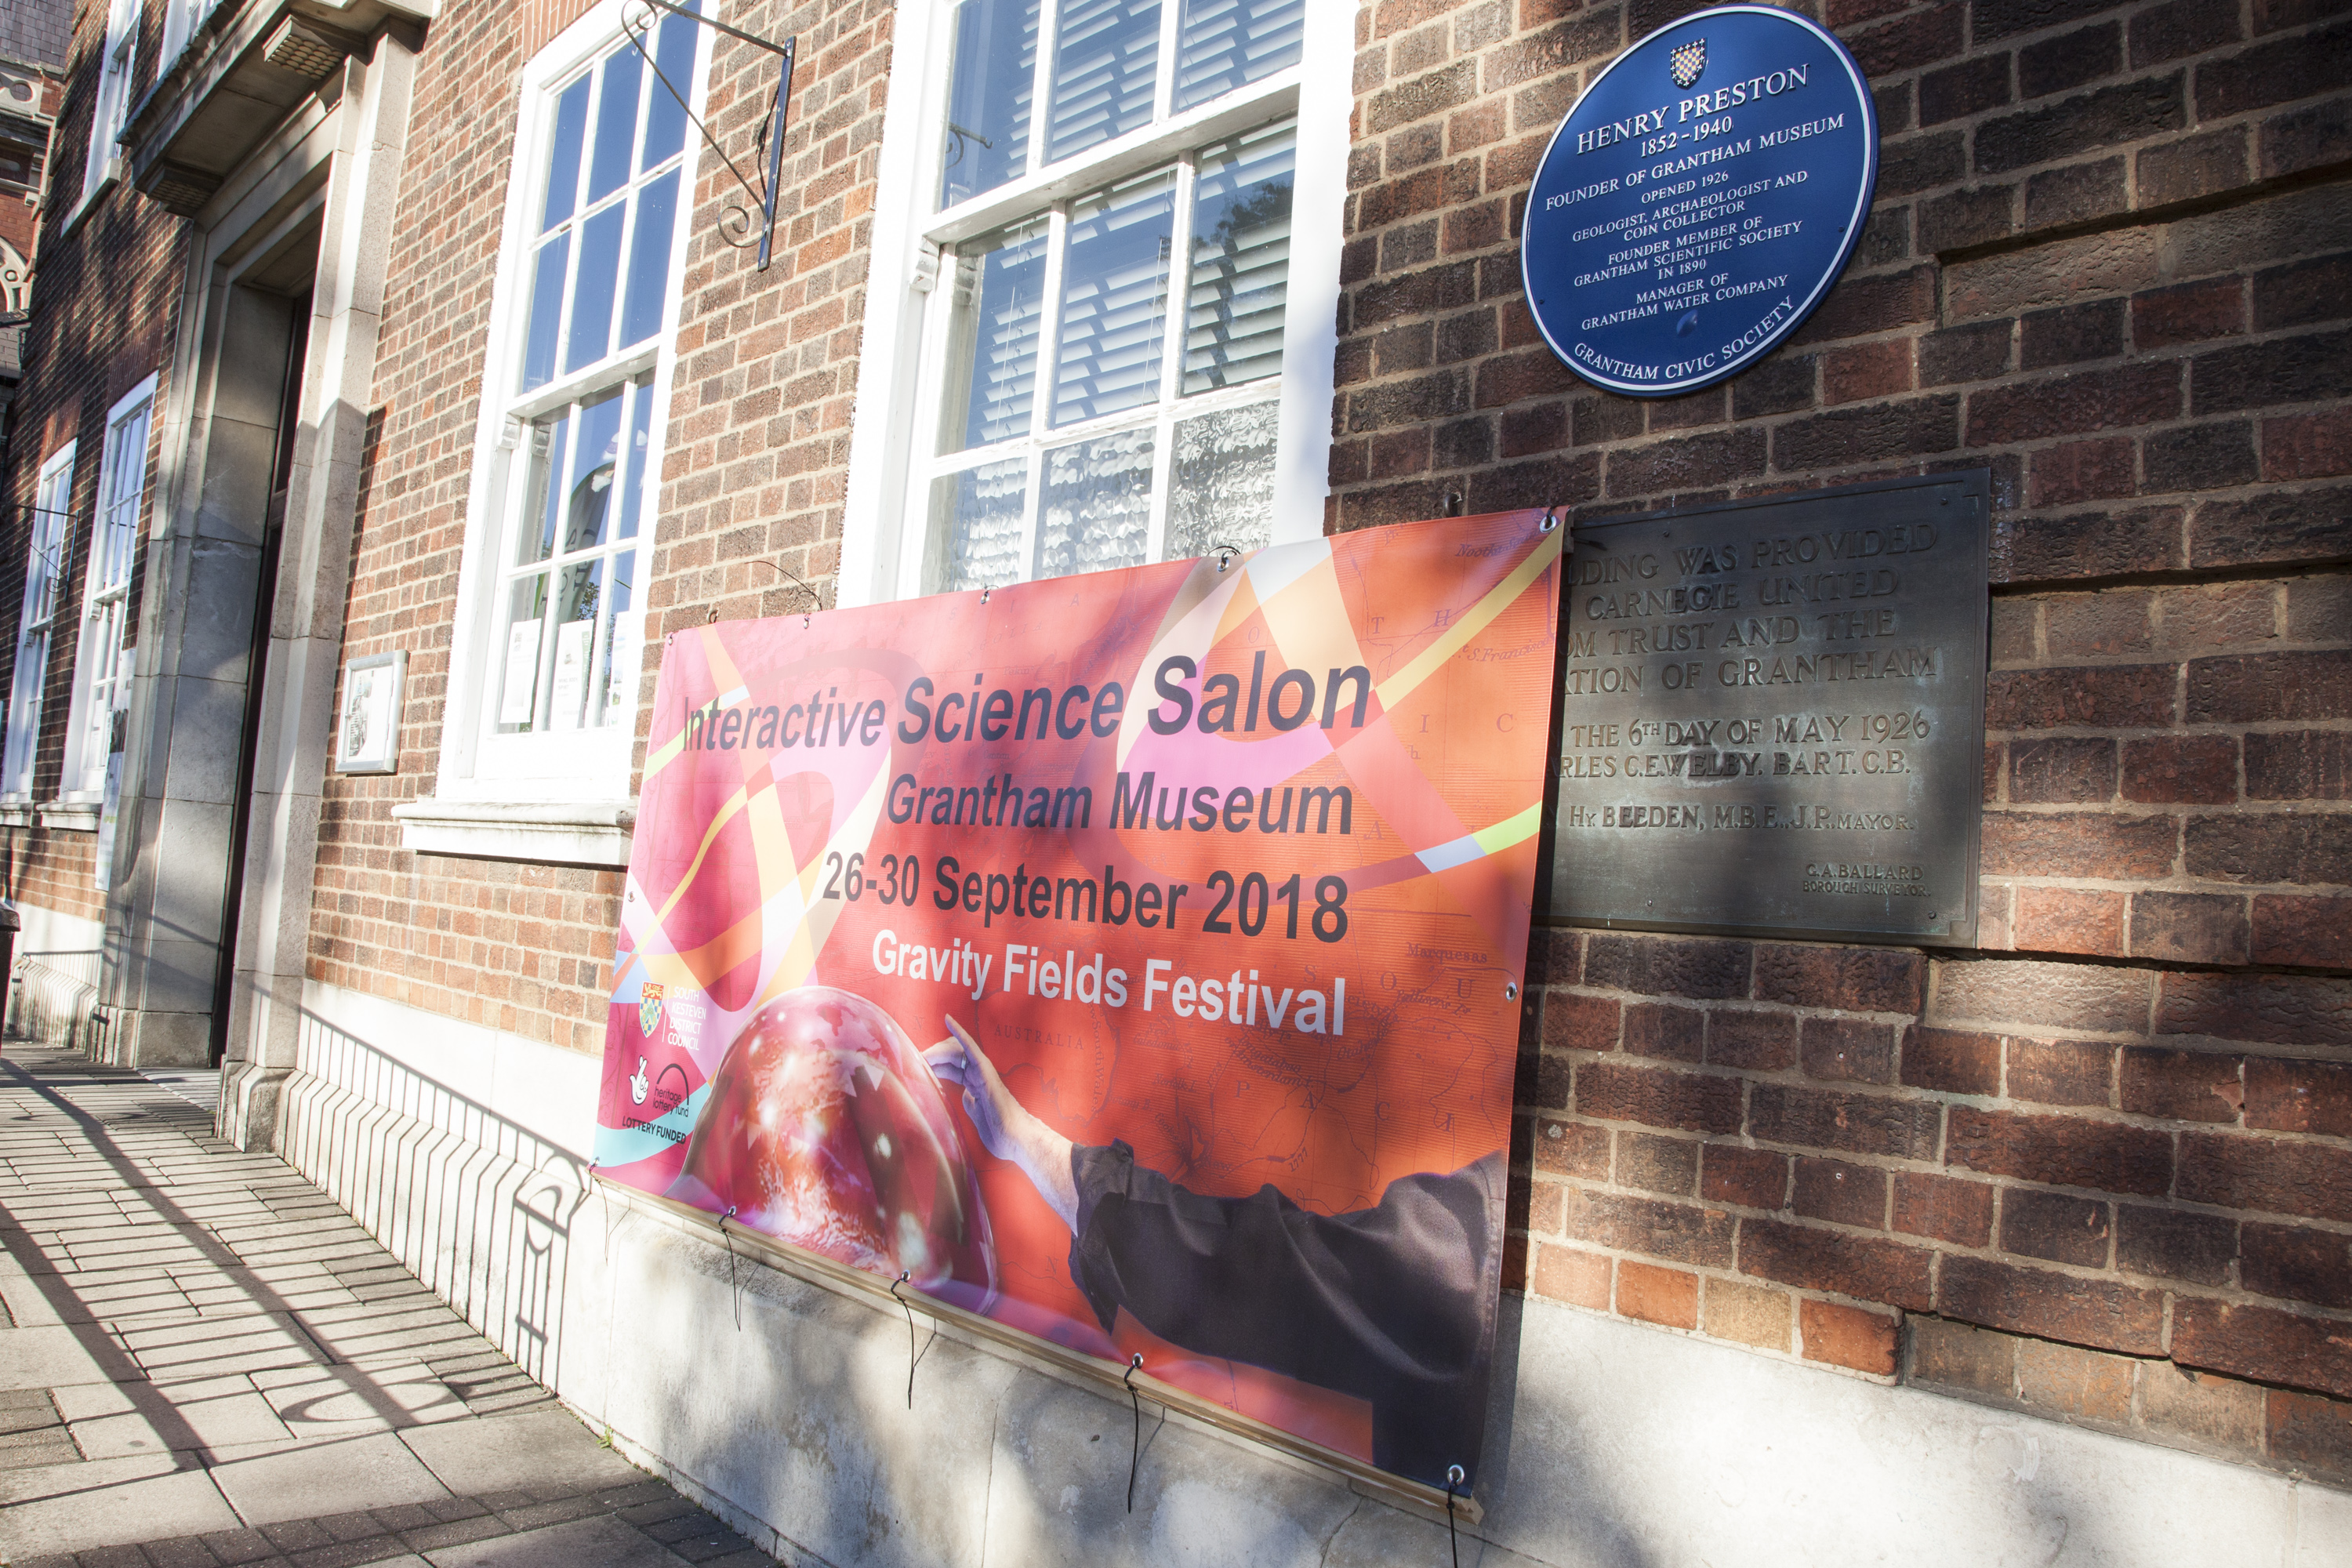 HENRY PRESTON
1852-1940
FOUNDER OF GRANTHAM MUSEUM
OPENED 1926
GEOLOGIST, ARCHAEOLOGIST AND
COIN COLLECTOR
FOUNDER MEMBER OF
GRANTHAM SCIENTIFIC SOCIETY
IN 1890
MANAGER OF
GRANTHAM WATER COMPANY
GRANTHAM CIVIC SOCIETY
LDING WAS PROVIDED
CARNEGIE UNITED
OM TRUST AND THE
ATION OF GRANTHAM
THE 6TH DAY OF MAY 1926
RLES C.E.WELBY. BART. C.B.
HY BEEDEN, M.B.E., J.P. MAYOR.
G.A. BALLARD
BOROUGH SURVEYOR.
Interactive Science Salon
Grantham Museum
26-30 September 2018
Gravity Fields Festival
SOUTH
KESTEVEN
DISTRICT
COUNCIL
heritage
lottery fund
LOTTERY FUNDED
AUSTRALIA
Marquesas
S O U
P A
T H
I C
1777